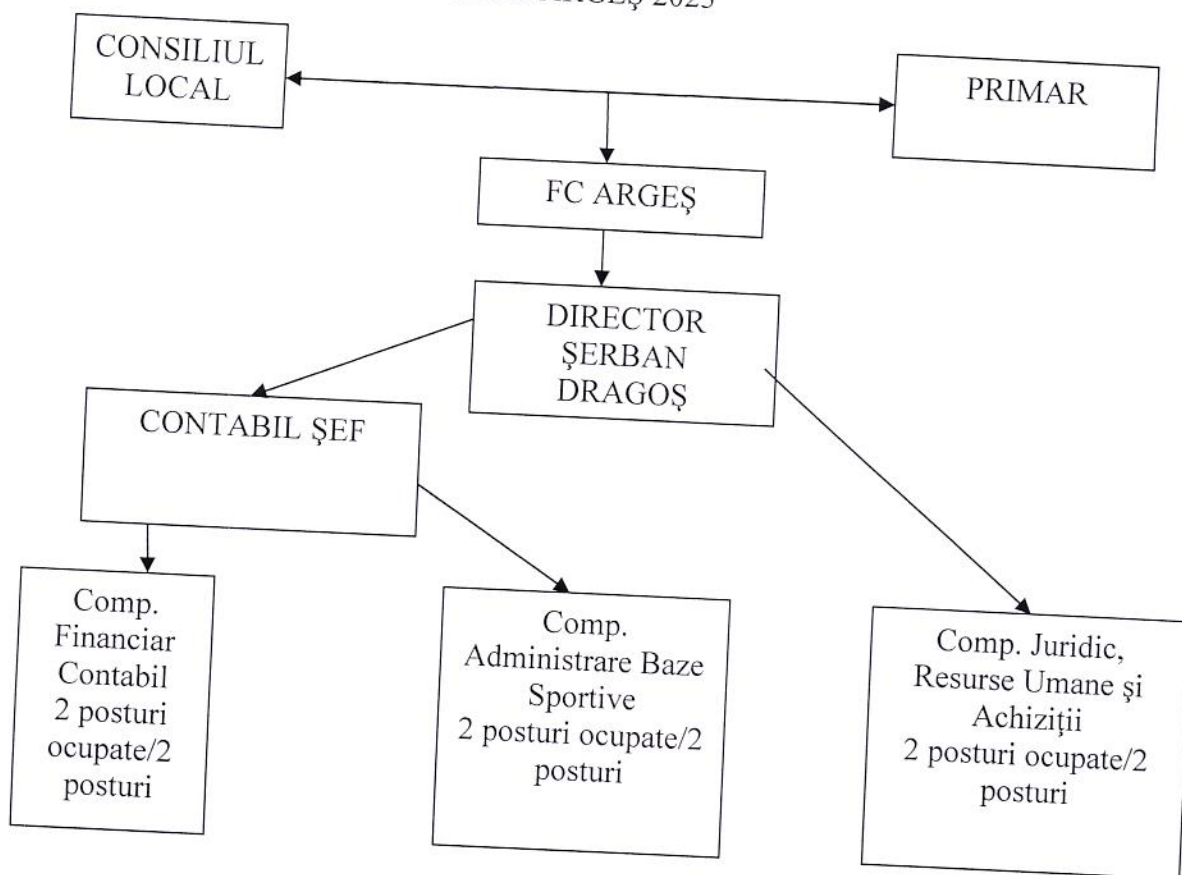 2025
CONSILIUL
LOCAL
PRIMAR
FC ARGEŞ
DIRECTOR
ŞERBAN
DRAGOŞ
CONTABIL ŞEF
Comp.
Financiar
Contabil
2 posturi
ocupate/2
posturi
Comp.
Administrare Baze
Sportive
2 posturi ocupate/2
posturi
Comp. Juridic,
Resurse Umane şi
Achiziţii
2 posturi ocupate/2
posturi